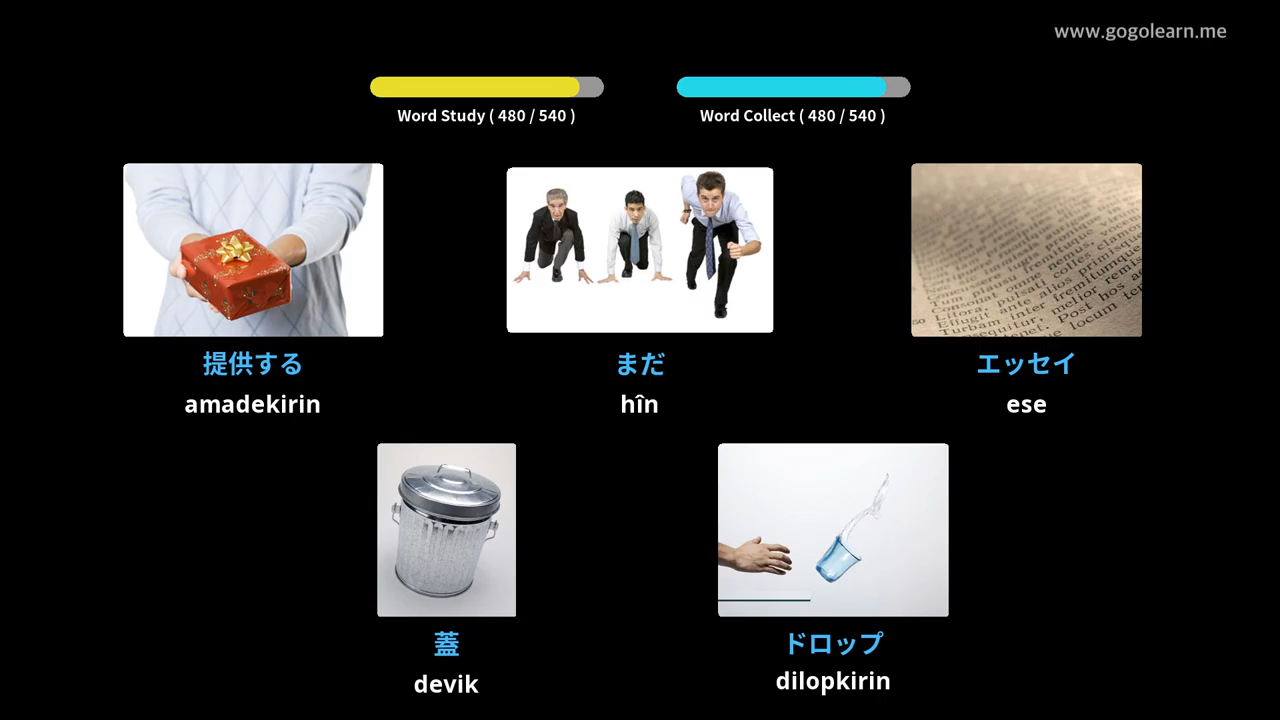 www.gogolearn.me
Word Study ( 480 / 540 )
Word Collect ( 480 / 540 )
提供する
amadekirin
まだ
hîn
エッセイ
ese
蓋
devik
ドロップ
dilopkirin